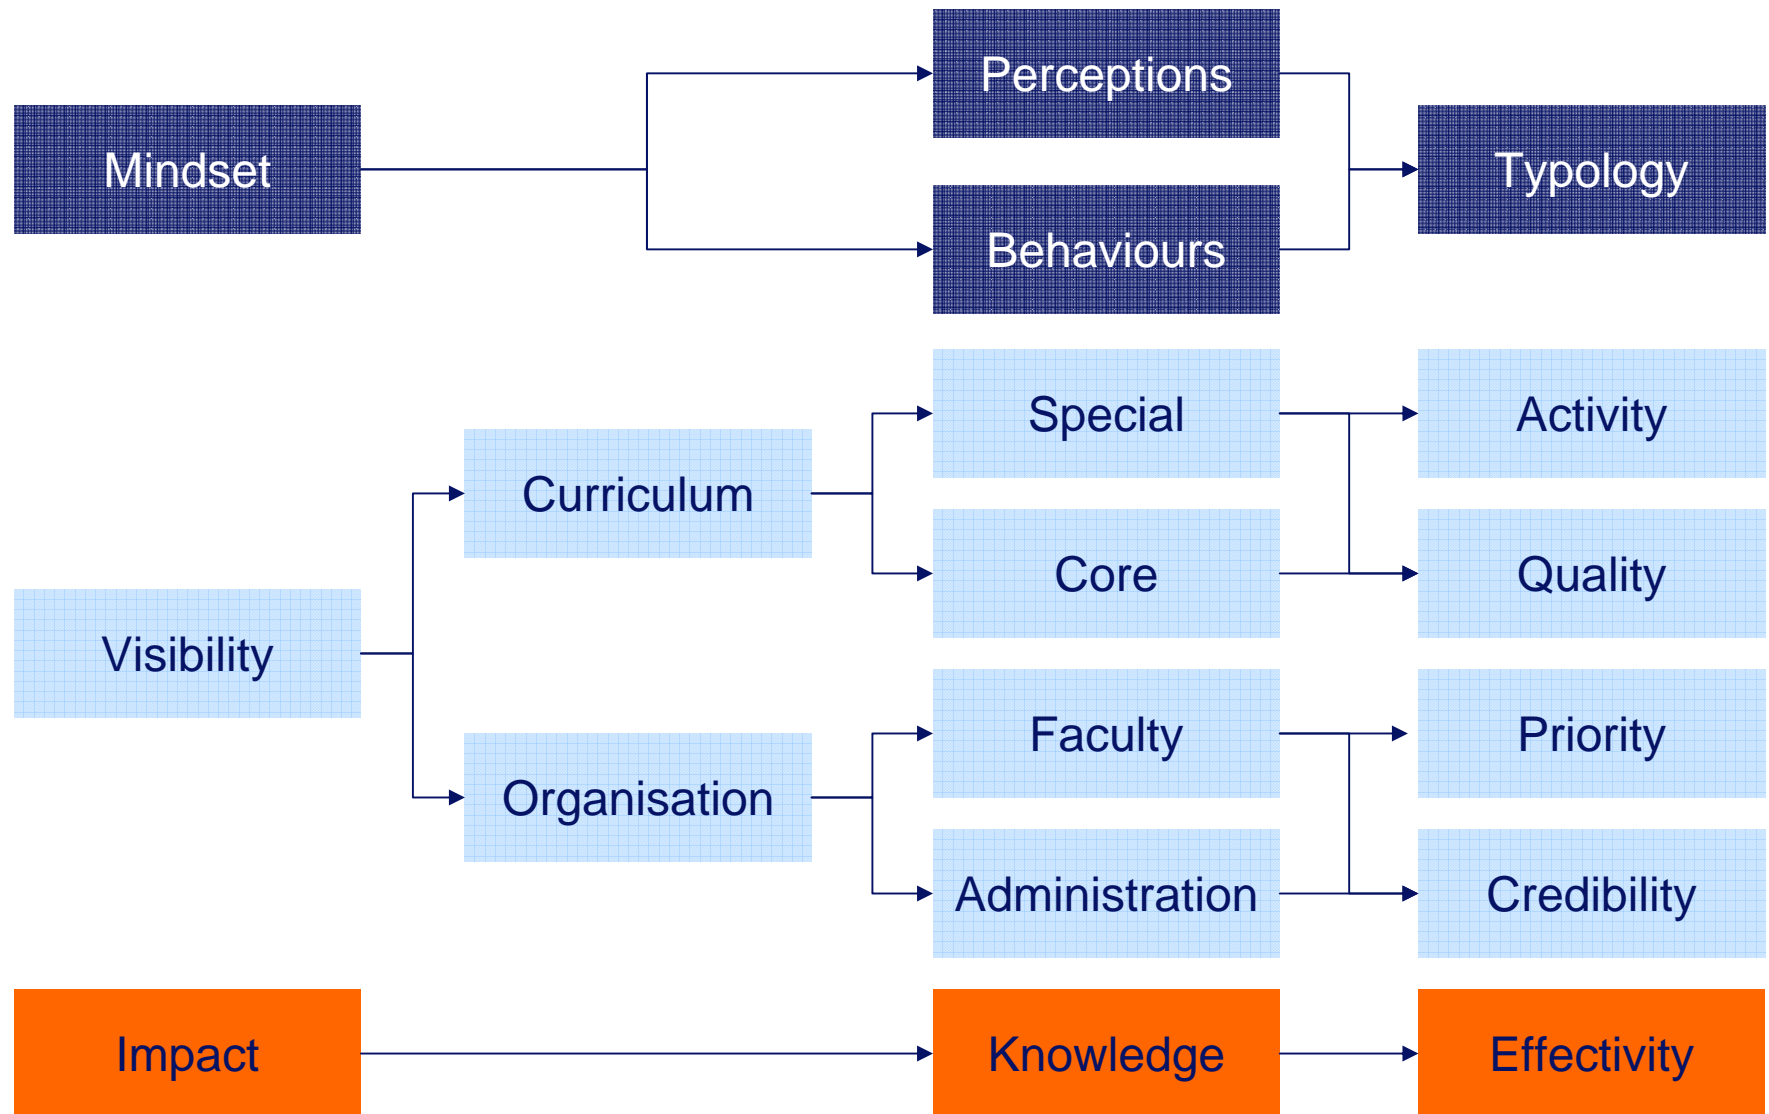 Perceptions
Mindset
Typology
Behaviours
Special
Activity
Curriculum
Core
Quality
Visibility
Faculty
Priority
Organisation
Administration
Credibility
Impact
Knowledge
Effectivity